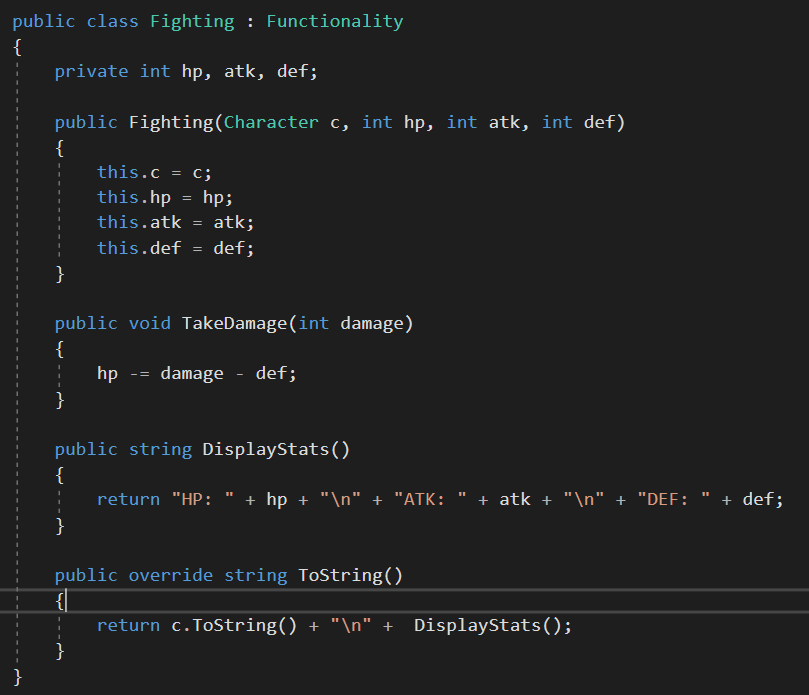 public class Fighting : Functionality
{
    private int hp, atk, def;

    public Fighting(Character c, int hp, int atk, int def)
    {
        this.c = c;
        this.hp = hp;
        this.atk = atk;
        this.def = def;
    }

    public void TakeDamage(int damage)
    {
        hp -= damage - def;
    }

    public string DisplayStats()
    {
        return "HP: " + hp + "\n" + "ATK: " + atk + "\n" + "DEF: " + def;
    }

    public override string ToString()
    {
        return c.ToString() + "\n" +  DisplayStats();
    }
}